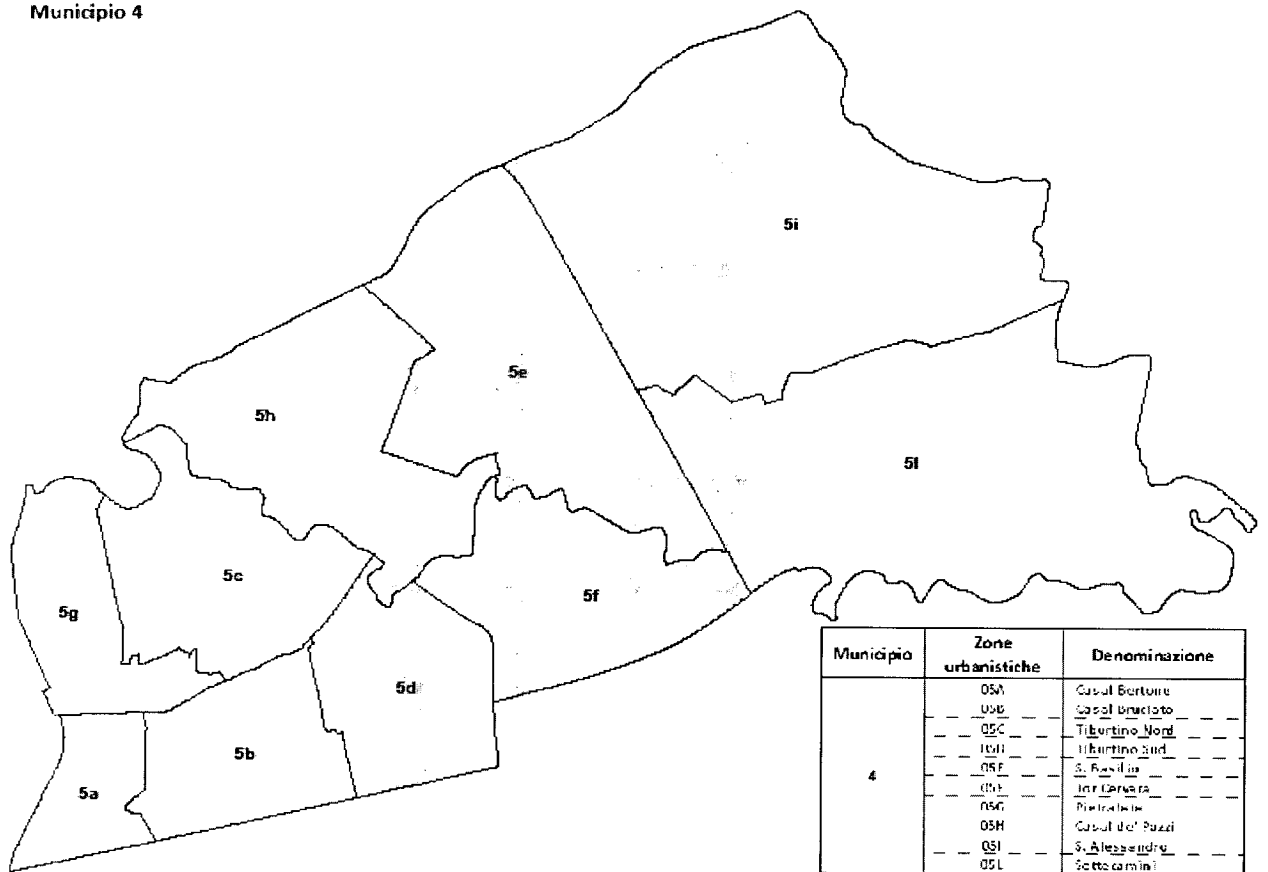 Municipio 4
5i
5e
5h
5l
5c
5f
5g
5d
5b
5a
Municipio
Zone urbanistiche
Denominazione
4
05A Casal Bertone
05B Casal Bruciato
05C Tiburtino Nord
05D Tiburtino Sud
05E S. Basilio
05F Tor Cervara
05G Pietralata
05H Casal de' Pazzi
05I S. Alessandro
05L Settecamini